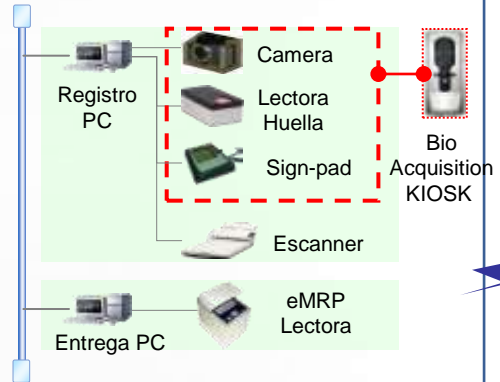 Camera
Registro
PC
Lectora
Huella
Sign-pad
Bio
Acquisition
KIOSK
Escanner
eMRP
Lectora
Entrega PC